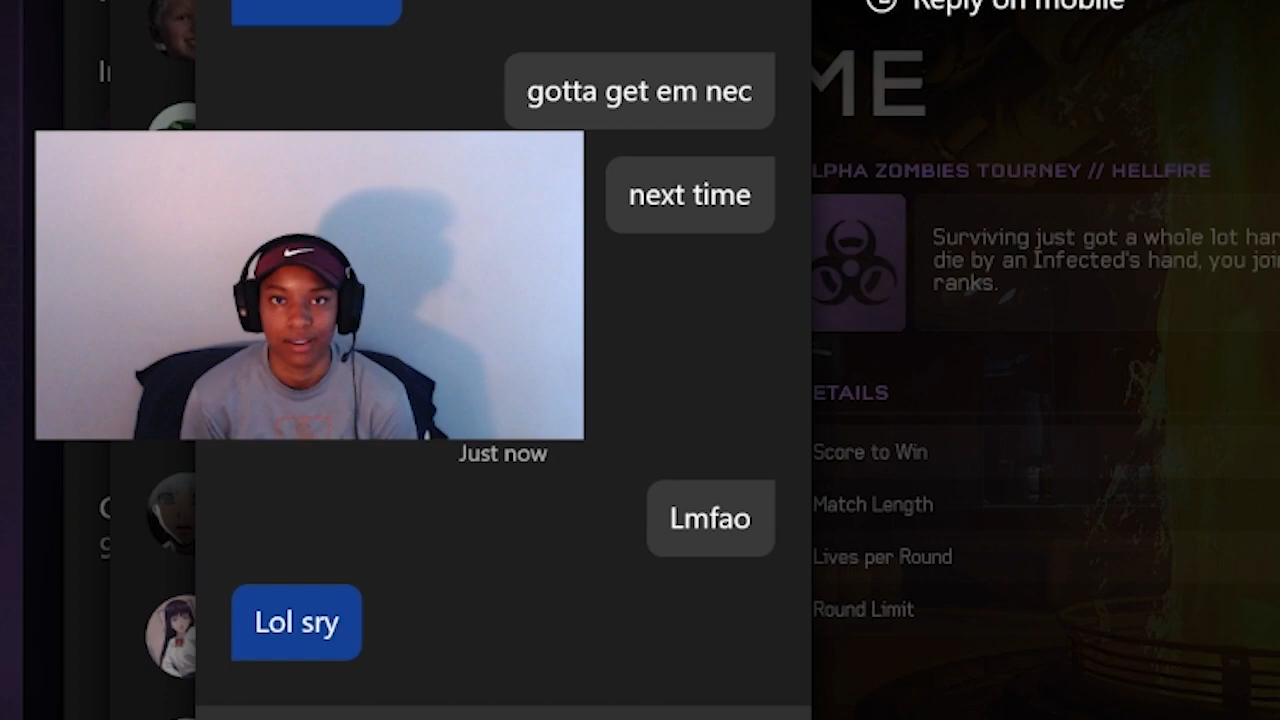 Reply on mobile
gotta get em nec
ME
LPHA ZOMBIES TOURNEY // HELLFIRE
next time
Surviving just got a whole lot har
die by an Infected's hand, you joi
ranks.
ETAILS
Just now
Score to Win
Match Length
Lmfao
Lives per Round
Round Limit
Lol sry